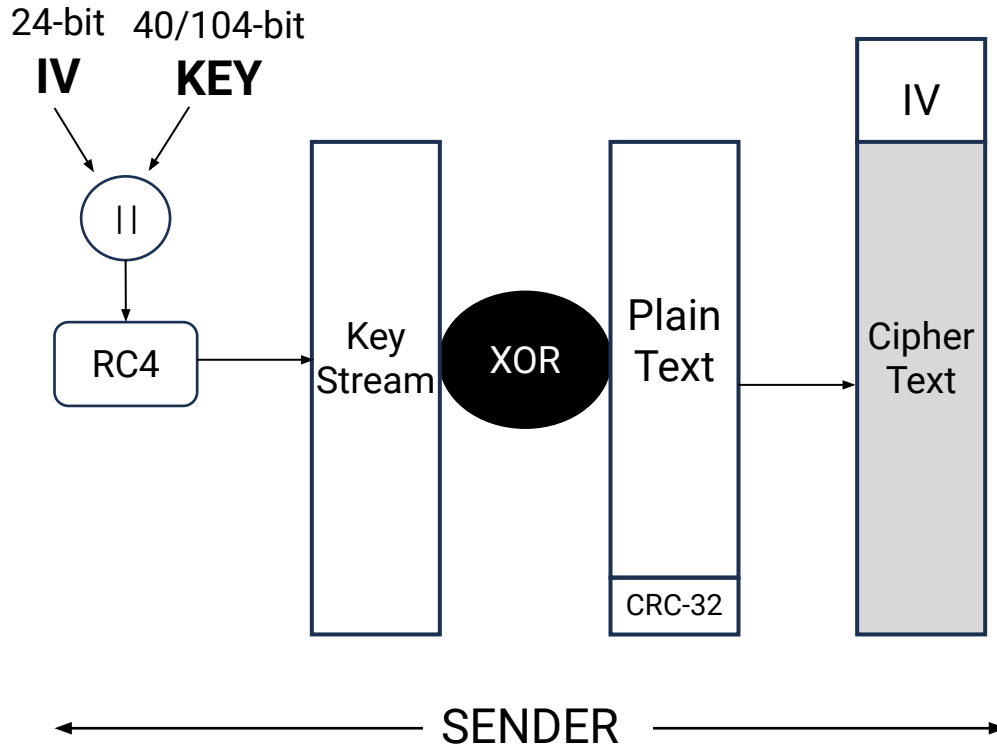 24-bit 40/104-bit
IV KEY
IV
||
Key
Stream
RC4
XOR
Plain
Text
Cipher
Text
CRC-32
SENDER